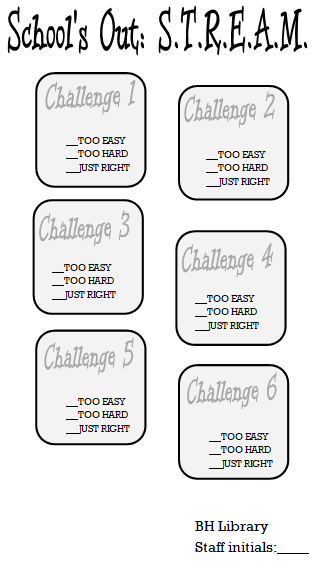 School's Out: S.T.R.E.A.M.
Challenge 1
__TOO EASY
__TOO HARD
__JUST RIGHT
Challenge 2
__TOO EASY
__TOO HARD
__JUST RIGHT
Challenge 3
__TOO EASY
__TOO HARD
__JUST RIGHT
Challenge 4
__TOO EASY
__TOO HARD
__JUST RIGHT
Challenge 5
__TOO EASY
__TOO HARD
__JUST RIGHT
Challenge 6
__TOO EASY
__TOO HARD
__JUST RIGHT
BH Library
Staff initials:____